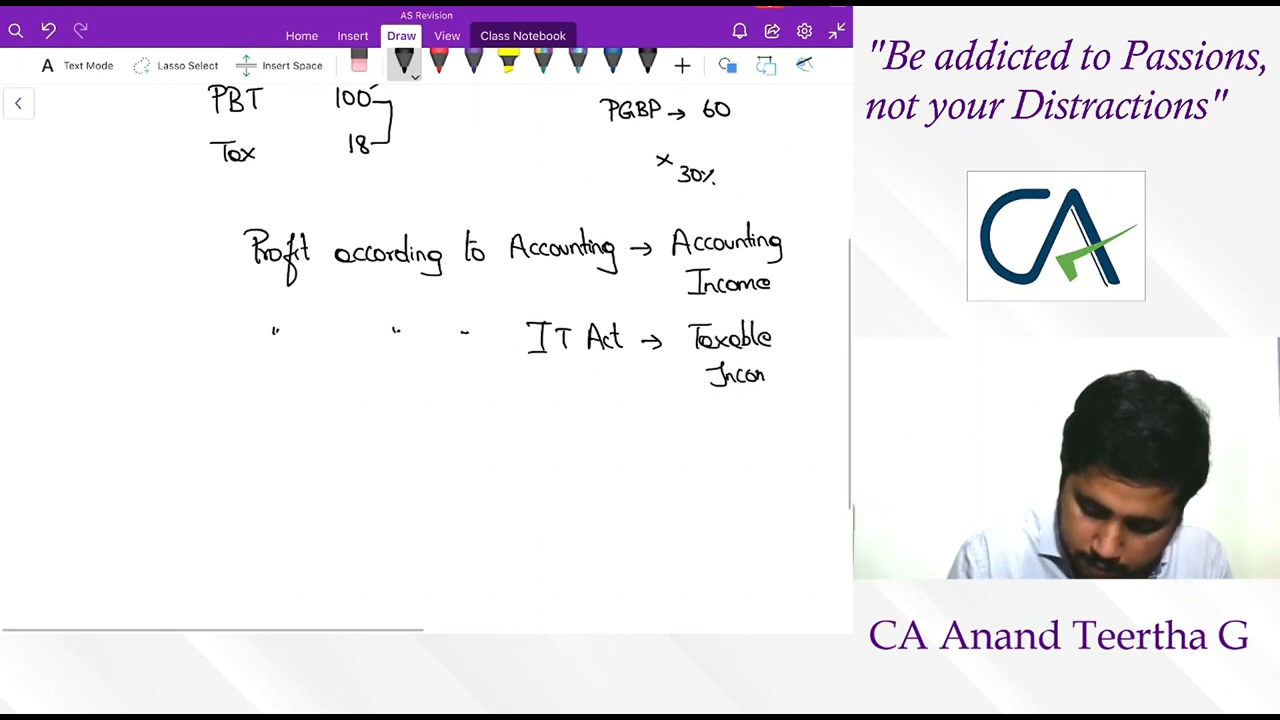 AS Revision
Home Insert Draw View Class Notebook
A Text Mode Lasso Select Insert Space
PBT 100
Tax 18
PGBP → 60
× 30%
Profit according to Accounting → Accounting
Income
" " " IT Act → Taxable
Incom
"Be addicted to Passions,
not your Distractions"
CA
CA Anand Teertha G